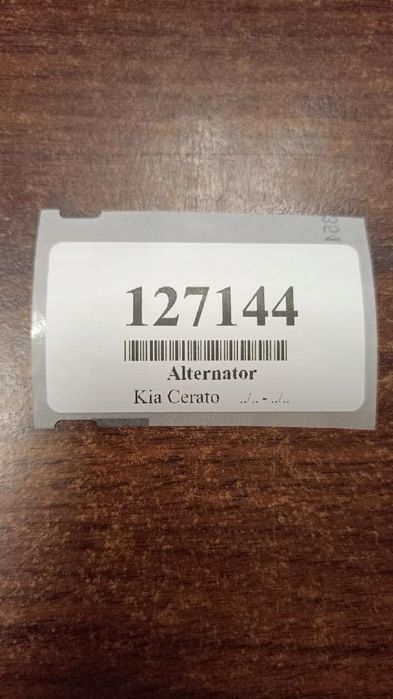 127144
Alternator
Kia Cerato ../.. - ../..